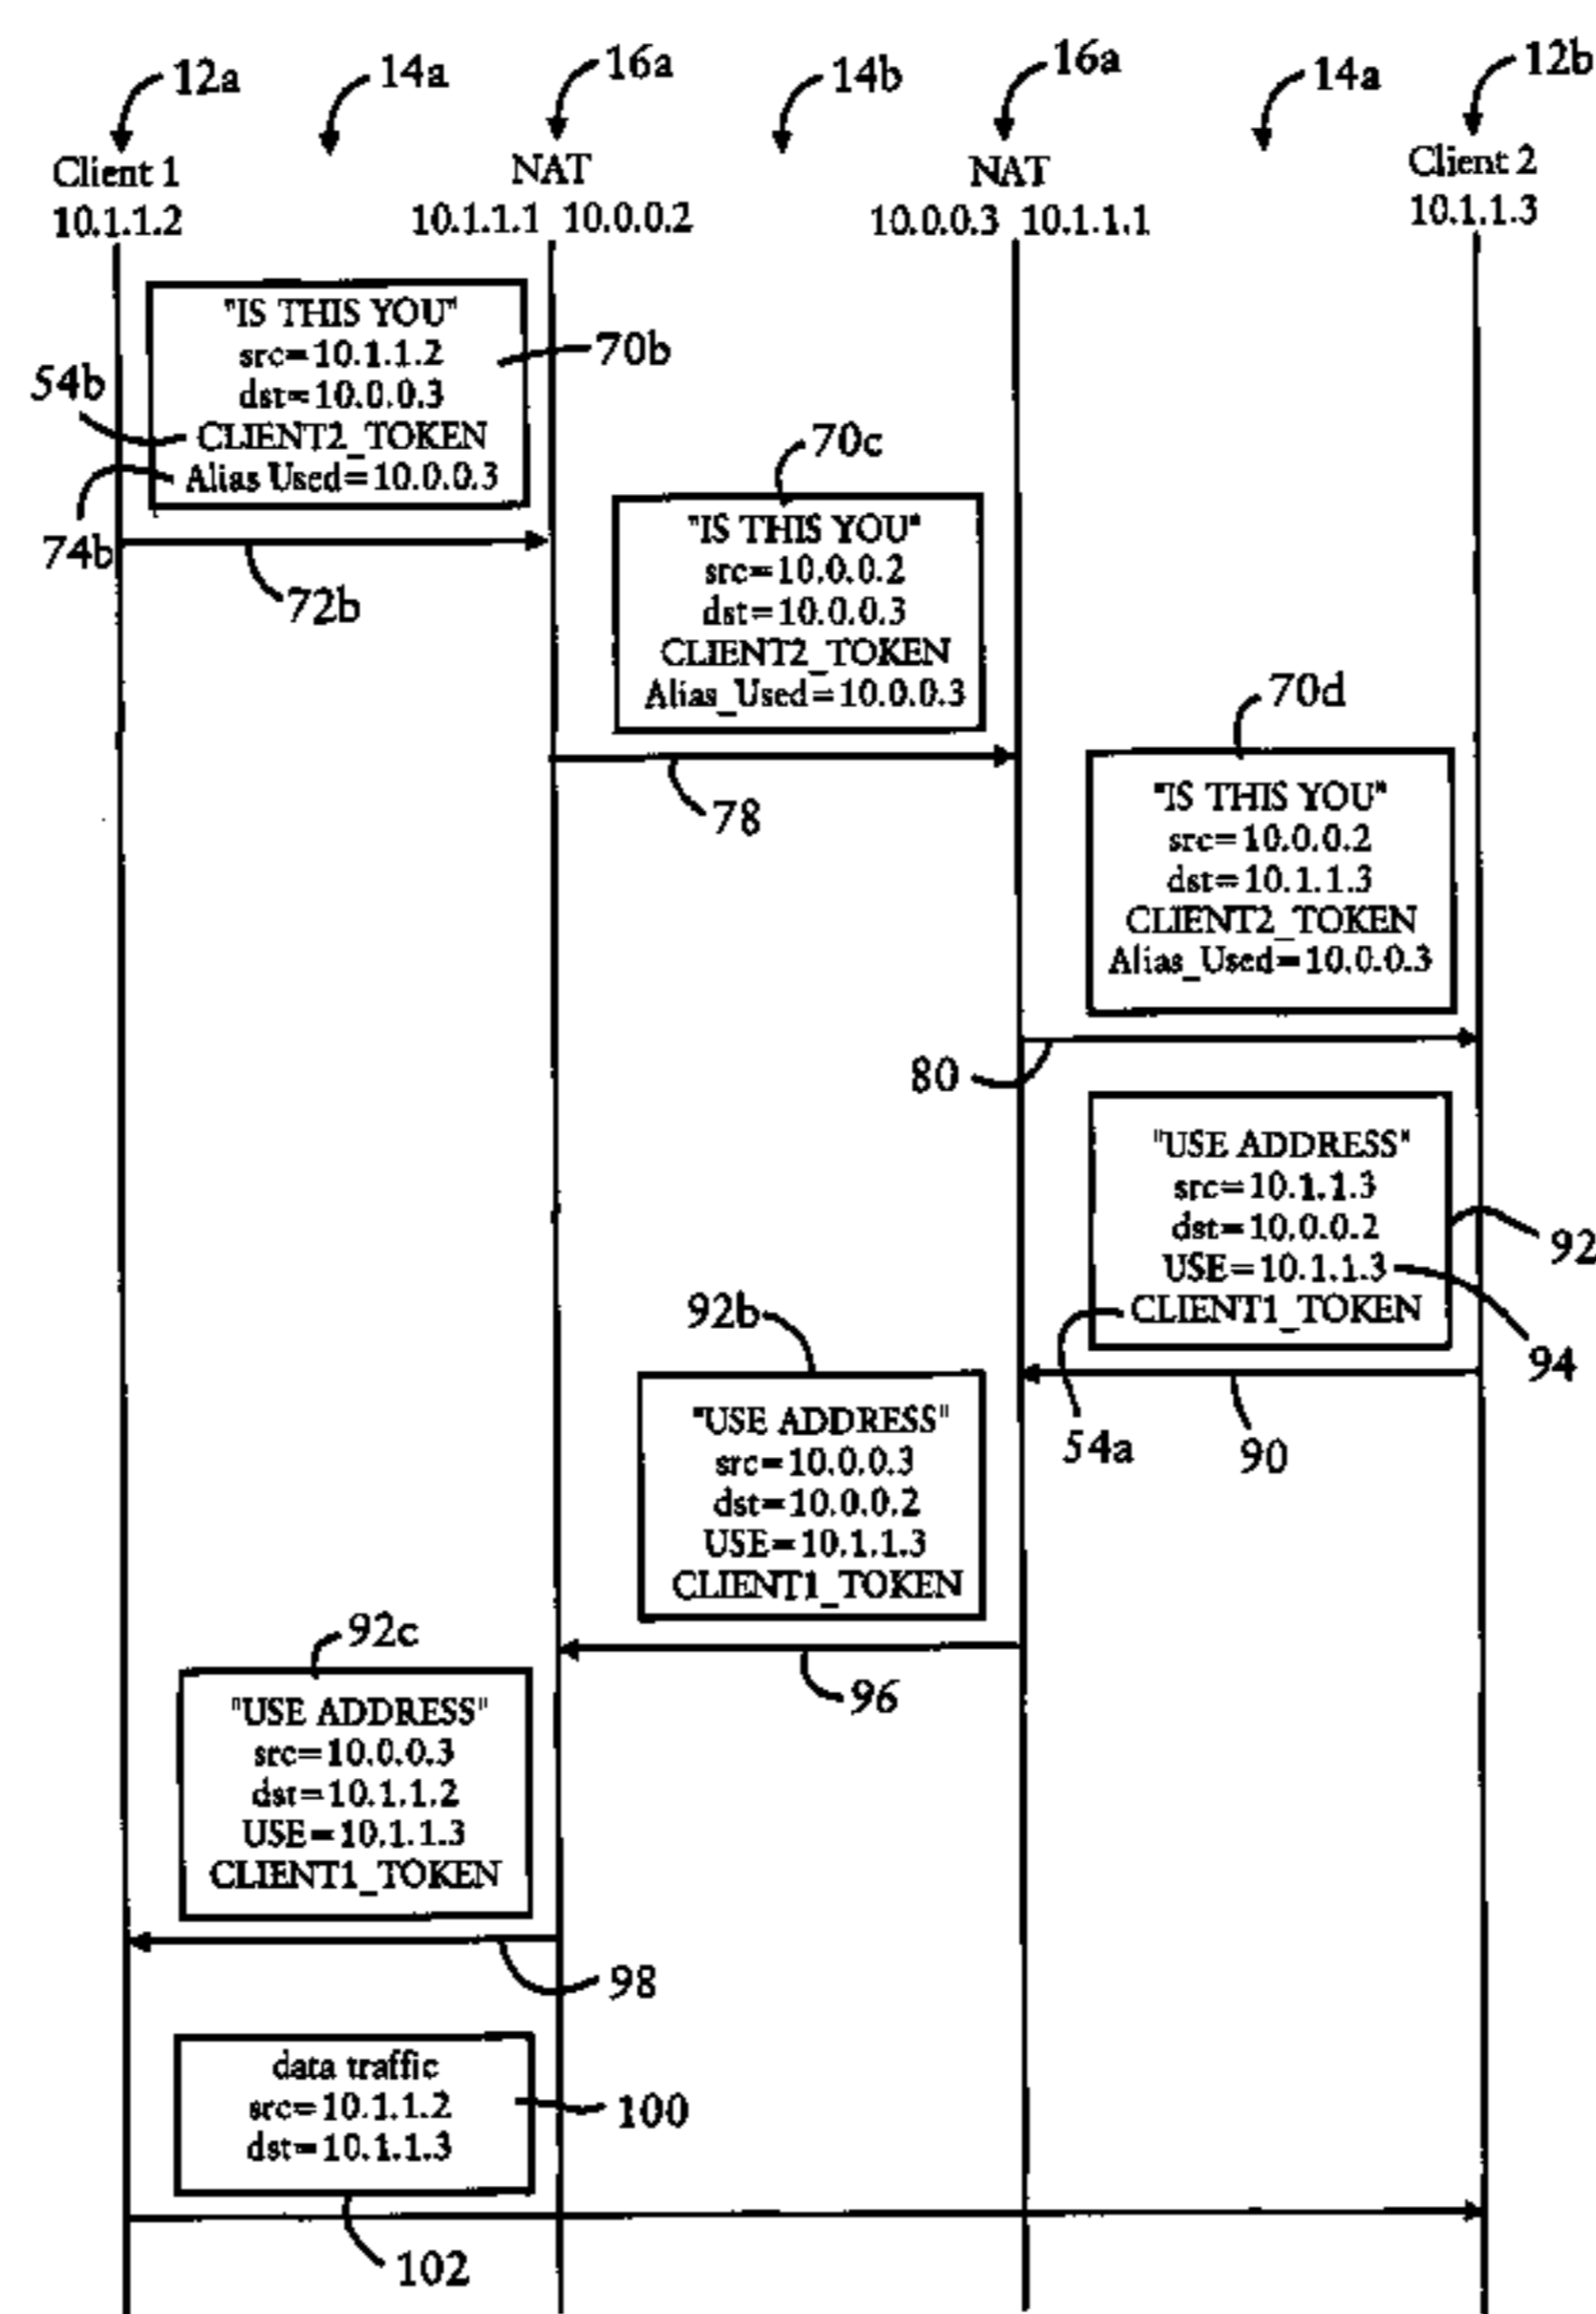 12a
14a
16a
14b
16a
14a
12b
Client 1
10.1.1.2
NAT
10.1.1.1 10.0.0.2
NAT
10.0.0.3 10.1.1.1
Client 2
10.1.1.3
"IS THIS YOU"
src=10.1.1.2
dst=10.0.0.3
CLIENT2_TOKEN
Alias Used=10.0.0.3
70b
54b
74b
72b
70c
"IS THIS YOU"
src=10.0.0.2
dst=10.0.0.3
CLIENT2_TOKEN
Alias_Used=10.0.0.3
78
70d
"IS THIS YOU"
src=10.0.0.2
dst=10.1.1.3
CLIENT2_TOKEN
Alias_Used=10.0.0.3
80
"USE ADDRESS"
src=10.1.1.3
dst=10.0.0.2
USE=10.1.1.3
CLIENT1_TOKEN
92
94
54a
90
92b
"USE ADDRESS"
src=10.0.0.3
dst=10.0.0.2
USE=10.1.1.3
CLIENT1_TOKEN
96
92c
"USE ADDRESS"
src=10.0.0.3
dst=10.1.1.2
USE=10.1.1.3
CLIENT1_TOKEN
98
data traffic
src=10.1.1.2
dst=10.1.1.3
100
102